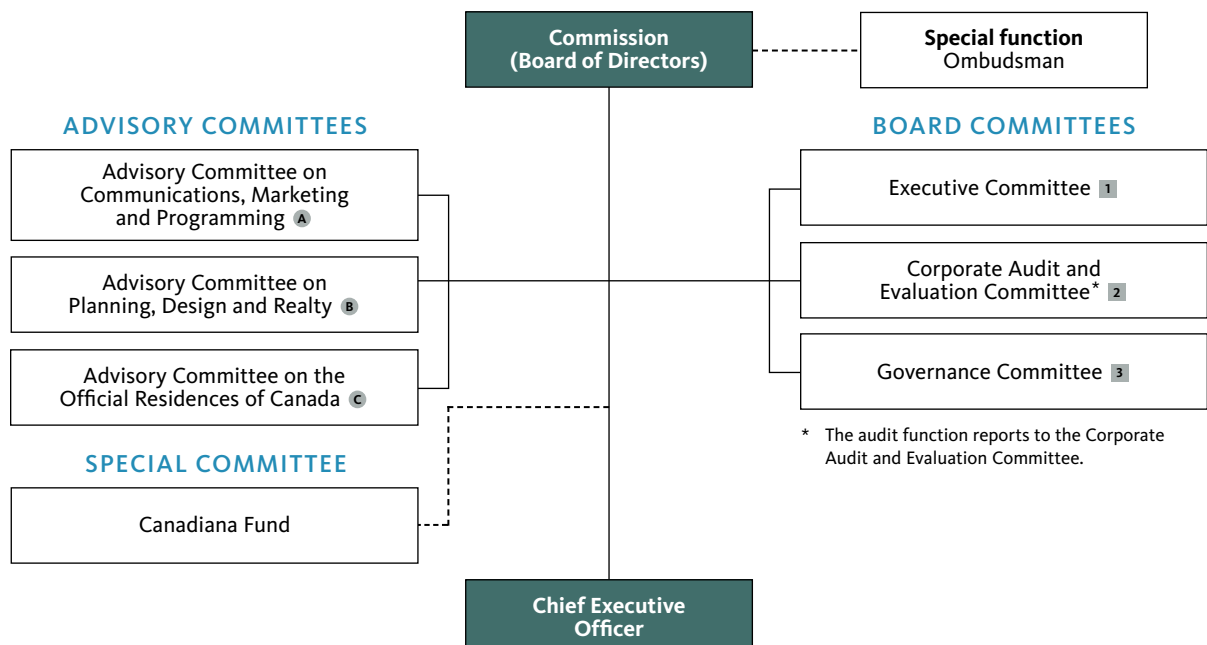 Commission
(Board of Directors)
Special function
Ombudsman
ADVISORY COMMITTEES
Advisory Committee on
Communications, Marketing
and Programming A
Advisory Committee on
Planning, Design and Realty B
Advisory Committee on the
Official Residences of Canada C
SPECIAL COMMITTEE
Canadiana Fund
BOARD COMMITTEES
Executive Committee 1
Corporate Audit and
Evaluation Committee* 2
Governance Committee 3
* The audit function reports to the Corporate
Audit and Evaluation Committee.
Chief Executive
Officer